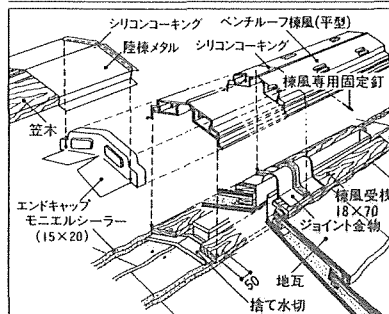 シリコンコーキング
ベンチルーフ棟風(平型)
陸棟メタル
シリコンコーキング
棟風専用固定釘
笠木
エンドキャップ
モニエルシーラー
(15×20)
棟風受桟
18×70
ジョイント金物
50
地瓦
捨て水切